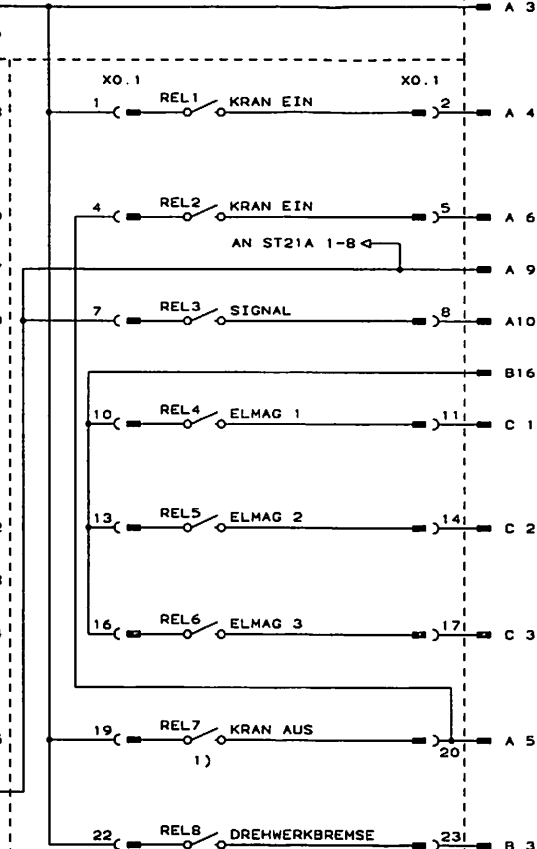 A 3
X0.1 X0.1
1 REL1 KRAN EIN 2 A 4
4 REL2 KRAN EIN 5 A 6
AN ST21A 1-8
A 9
7 REL3 SIGNAL 8 A10
B16
10 REL4 ELMAG 1 11 C 1
13 REL5 ELMAG 2 14 C 2
16 REL6 ELMAG 3 17 C 3
19 REL7 KRAN AUS 20 A 5
1)
22 REL8 DREHWERKBREMSE 23 B 3